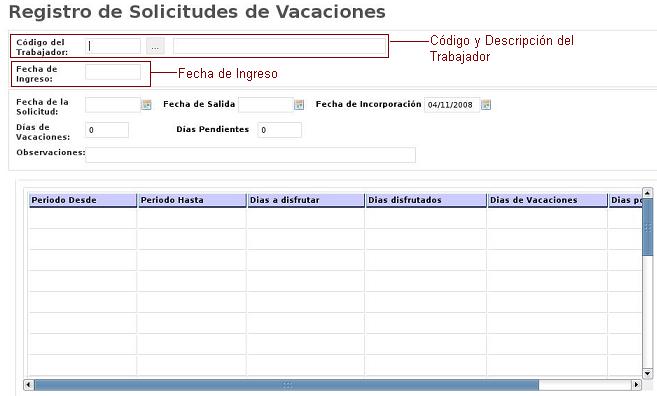 Registro de Solicitudes de Vacaciones
Código del Trabajador: ... Código y Descripción del Trabajador
Fecha de Ingreso: Fecha de Ingreso
Fecha de la Solicitud: Fecha de Salida Fecha de Incorporación 04/11/2008
Días de Vacaciones: 0 Días Pendientes 0
Observaciones:
Periodo Desde Periodo Hasta Dias a disfrutar Dias disfrutados Dias de Vacaciones Dias